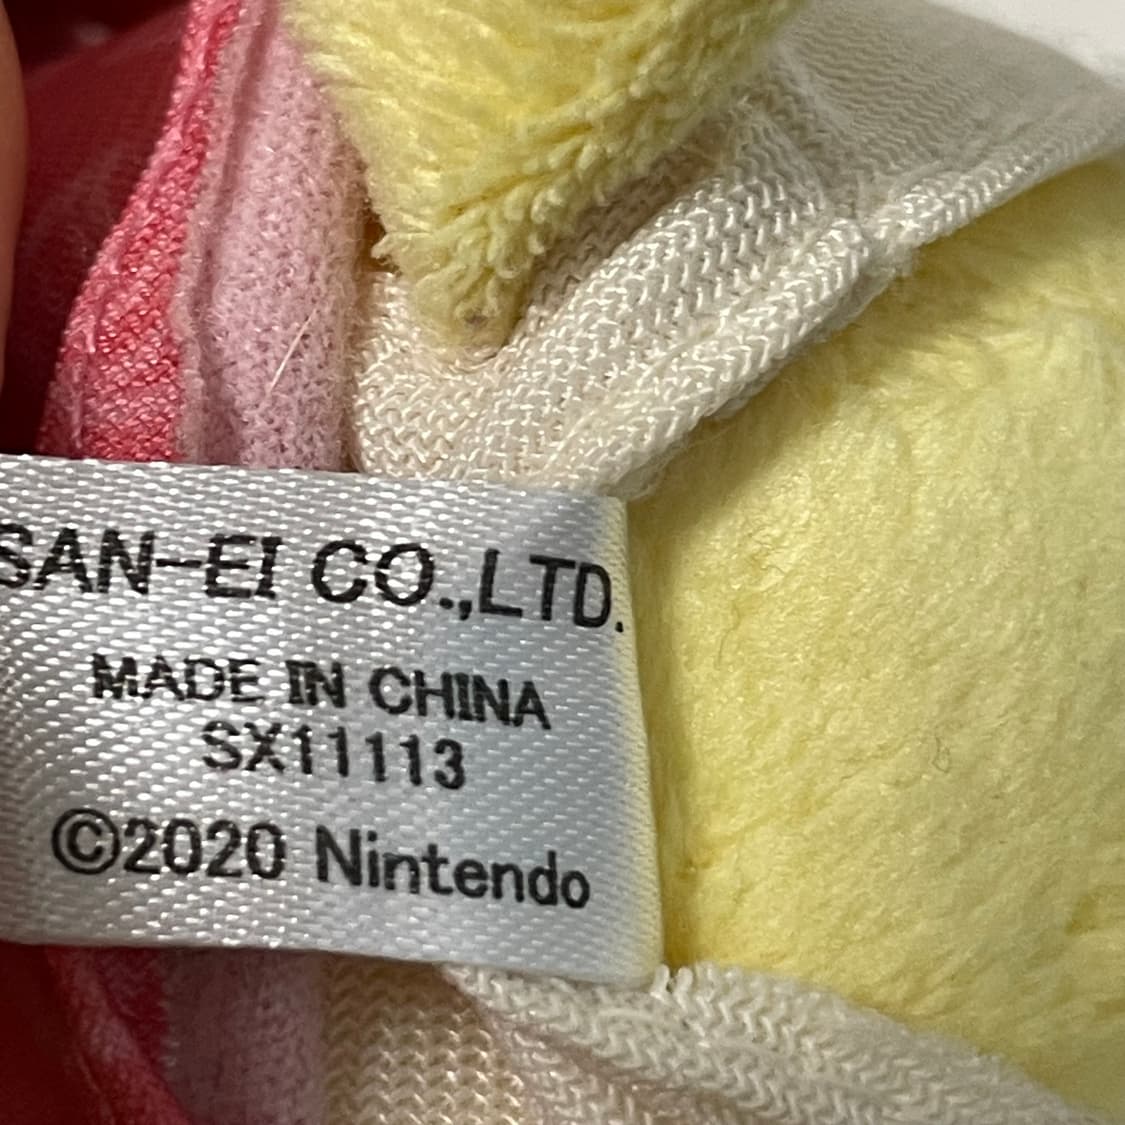 SAN-EI CO.,LTD.
MADE IN CHINA
SX11113
©2020 Nintendo